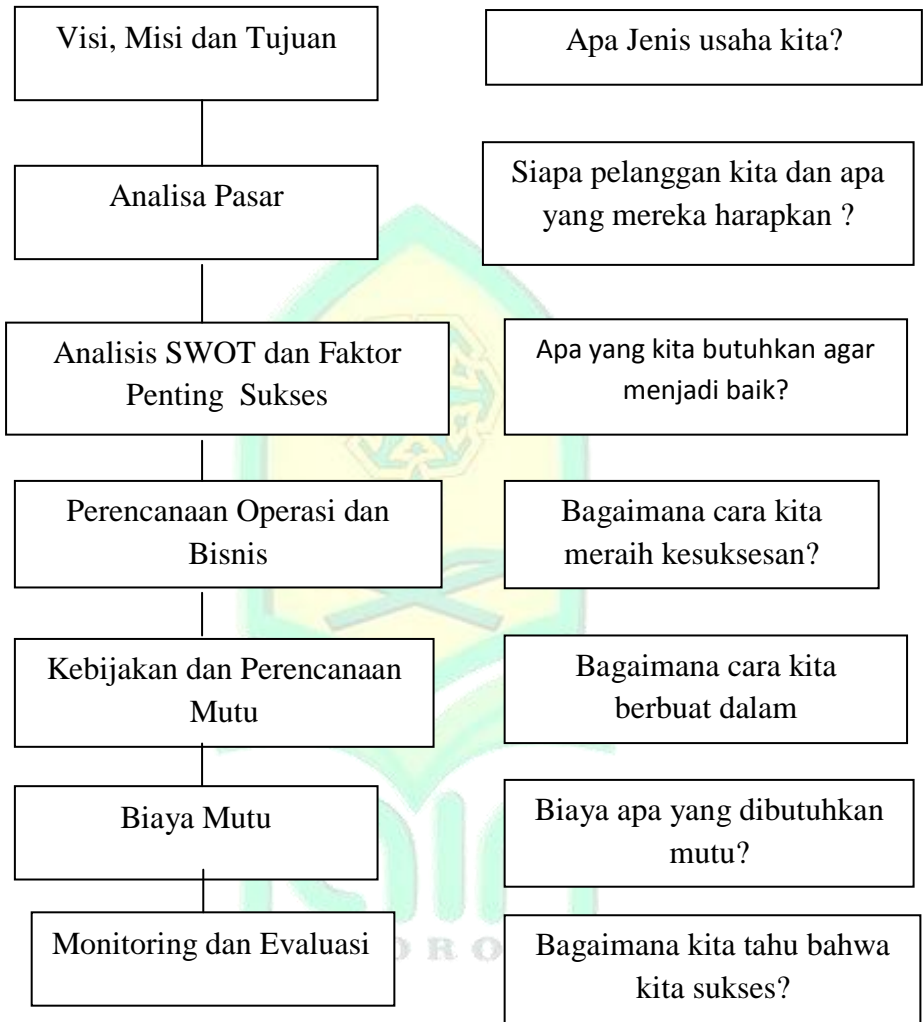 Visi, Misi dan Tujuan
Apa Jenis usaha kita?
Analisa Pasar
Siapa pelanggan kita dan apa
yang mereka harapkan ?
Analisis SWOT dan Faktor
Penting Sukses
Apa yang kita butuhkan agar
menjadi baik?
Perencanaan Operasi dan
Bisnis
Bagaimana cara kita
meraih kesuksesan?
Kebijakan dan Perencanaan
Mutu
Bagaimana cara kita
berbuat dalam
Biaya Mutu
Biaya apa yang dibutuhkan
mutu?
Monitoring dan Evaluasi
Bagaimana kita tahu bahwa
kita sukses?